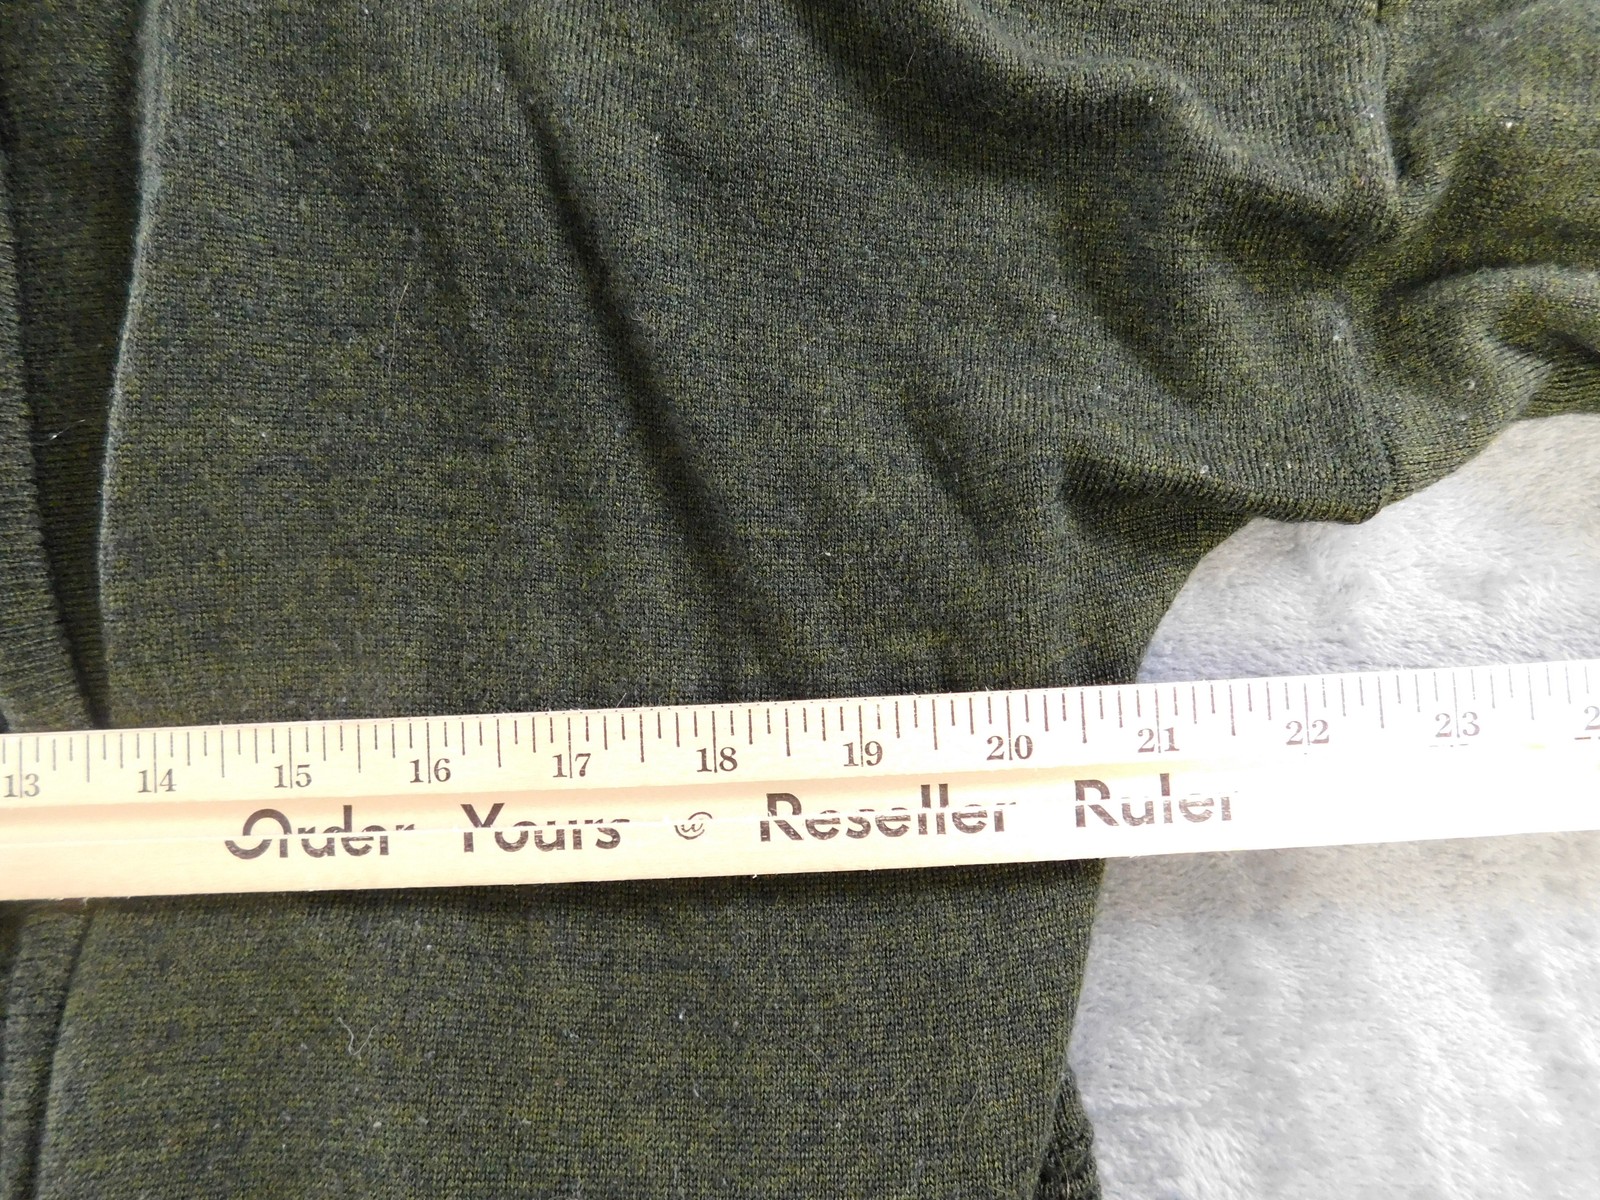 13 14 15 16 17 18 19 20 21 22 23
Order Yours @ Reseller Ruler